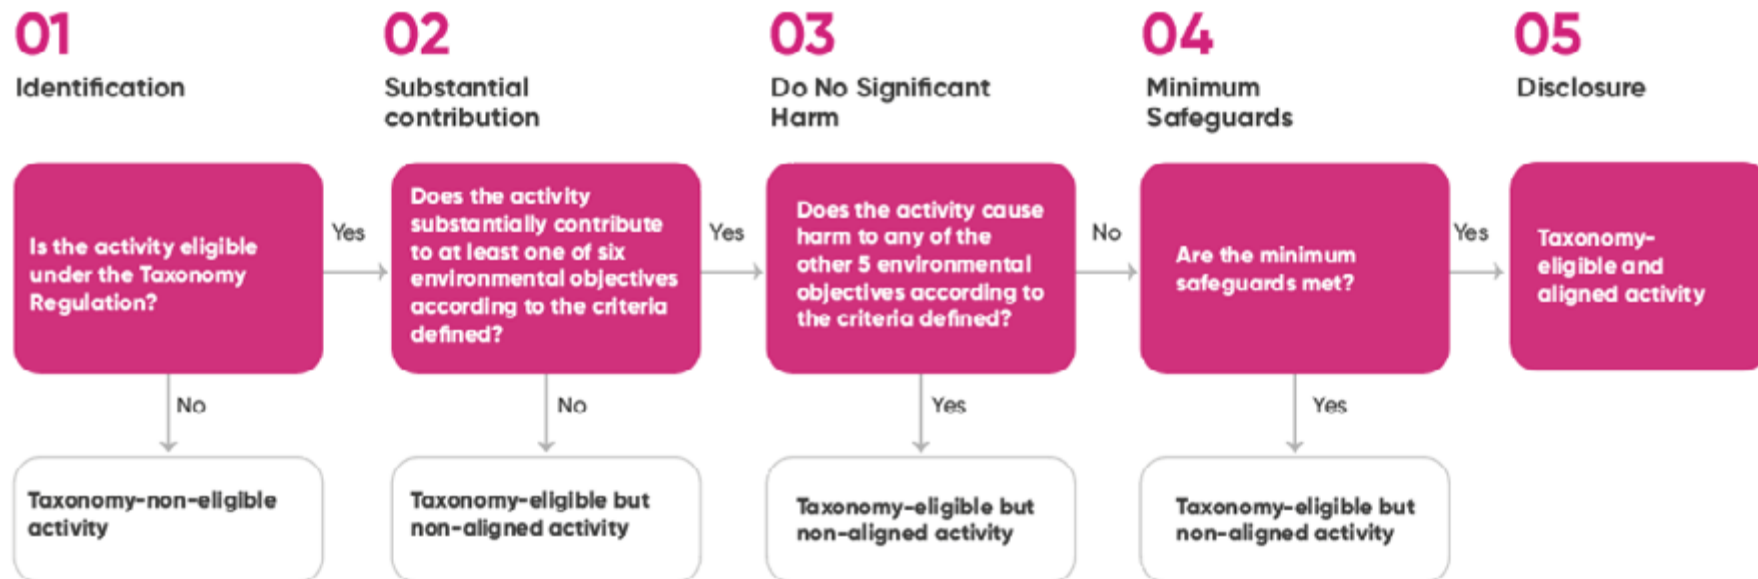 01
Identification
02
Substantial
contribution
03
Do No Significant
Harm
04
Minimum
Safeguards
05
Disclosure
Is the activity eligible
under the Taxonomy
Regulation?
Yes
Does the activity
substantially contribute
to at least one of six
environmental objectives
according to the criteria
defined?
Yes
Does the activity cause
harm to any of the
other 5 environmental
objectives according to
the criteria defined?
No
Are the minimum
safeguards met?
Yes
Taxonomy-
eligible and
aligned activity
No
No
Yes
Yes
Taxonomy-non-eligible
activity
Taxonomy-eligible but
non-aligned activity
Taxonomy-eligible but
non-aligned activity
Taxonomy-eligible but
non-aligned activity